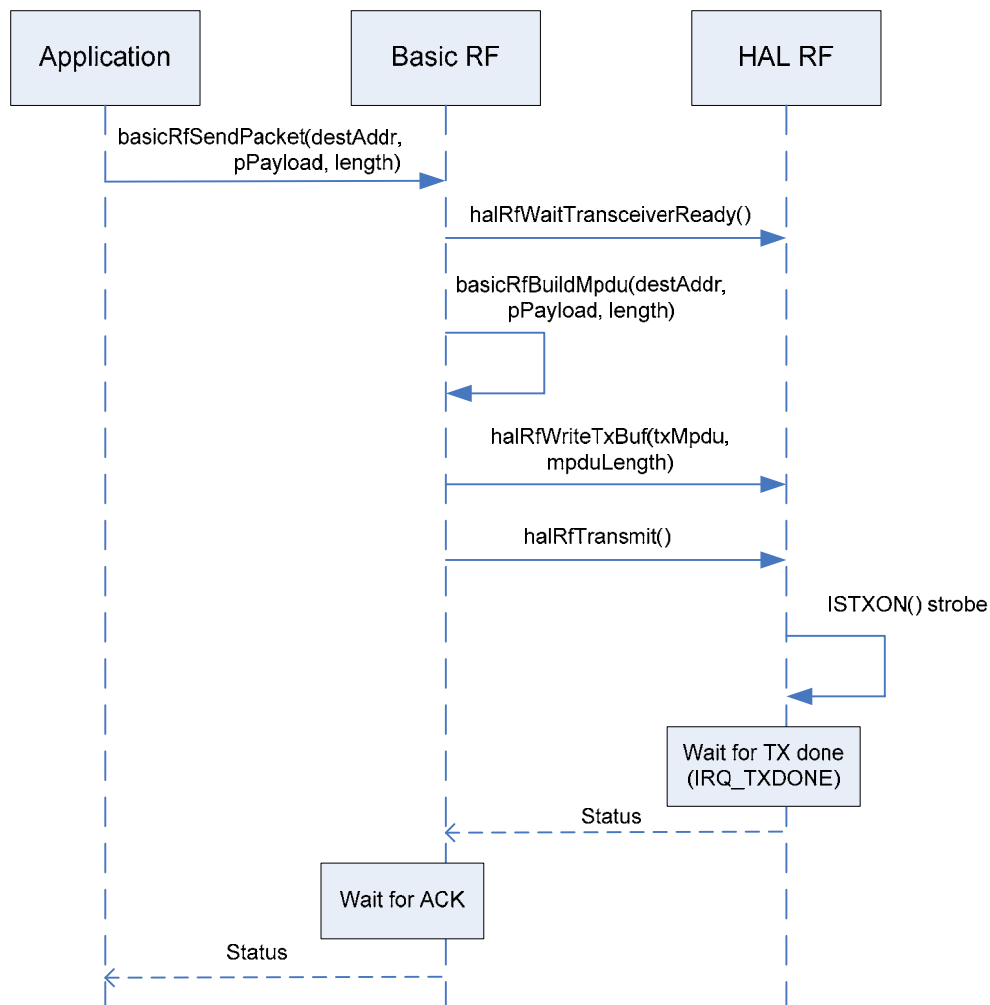 Application
Basic RF
HAL RF
basicRfSendPacket(destAddr,
pPayload, length)
halRfWaitTransceiverReady()
basicRfBuildMpdu(destAddr,
pPayload, length)
halRfWriteTxBuf(txMpdu,
mpduLength)
halRfTransmit()
ISTXON() strobe
Wait for TX done
(IRQ_TXDONE)
Status
Wait for ACK
Status